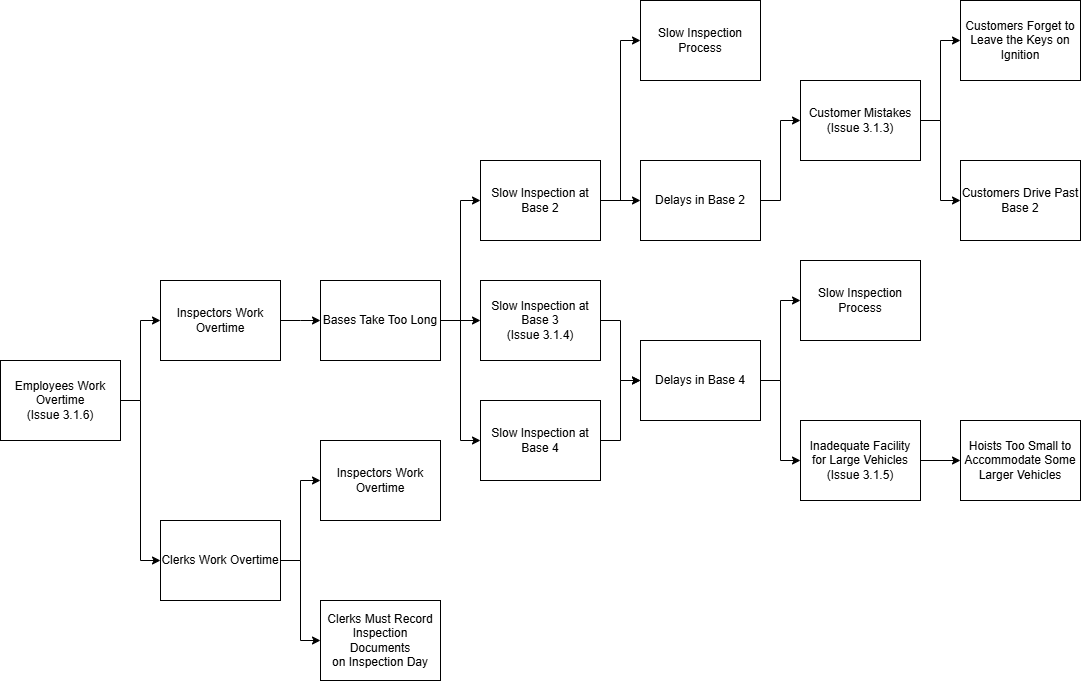 Slow Inspection
Process
Customers Forget to
Leave the Keys on
Ignition
Customer Mistakes
(Issue 3.1.3)
Slow Inspection at
Base 2
Delays in Base 2
Customers Drive Past
Base 2
Inspectors Work
Overtime
Bases Take Too Long
Slow Inspection at
Base 3
(Issue 3.1.4)
Slow Inspection
Process
Employees Work
Overtime
(Issue 3.1.6)
Delays in Base 4
Slow Inspection at
Base 4
Inadequate Facility
for Large Vehicles
(Issue 3.1.5)
Hoists Too Small to
Accommodate Some
Larger Vehicles
Inspectors Work
Overtime
Clerks Work Overtime
Clerks Must Record
Inspection
Documents
on Inspection Day